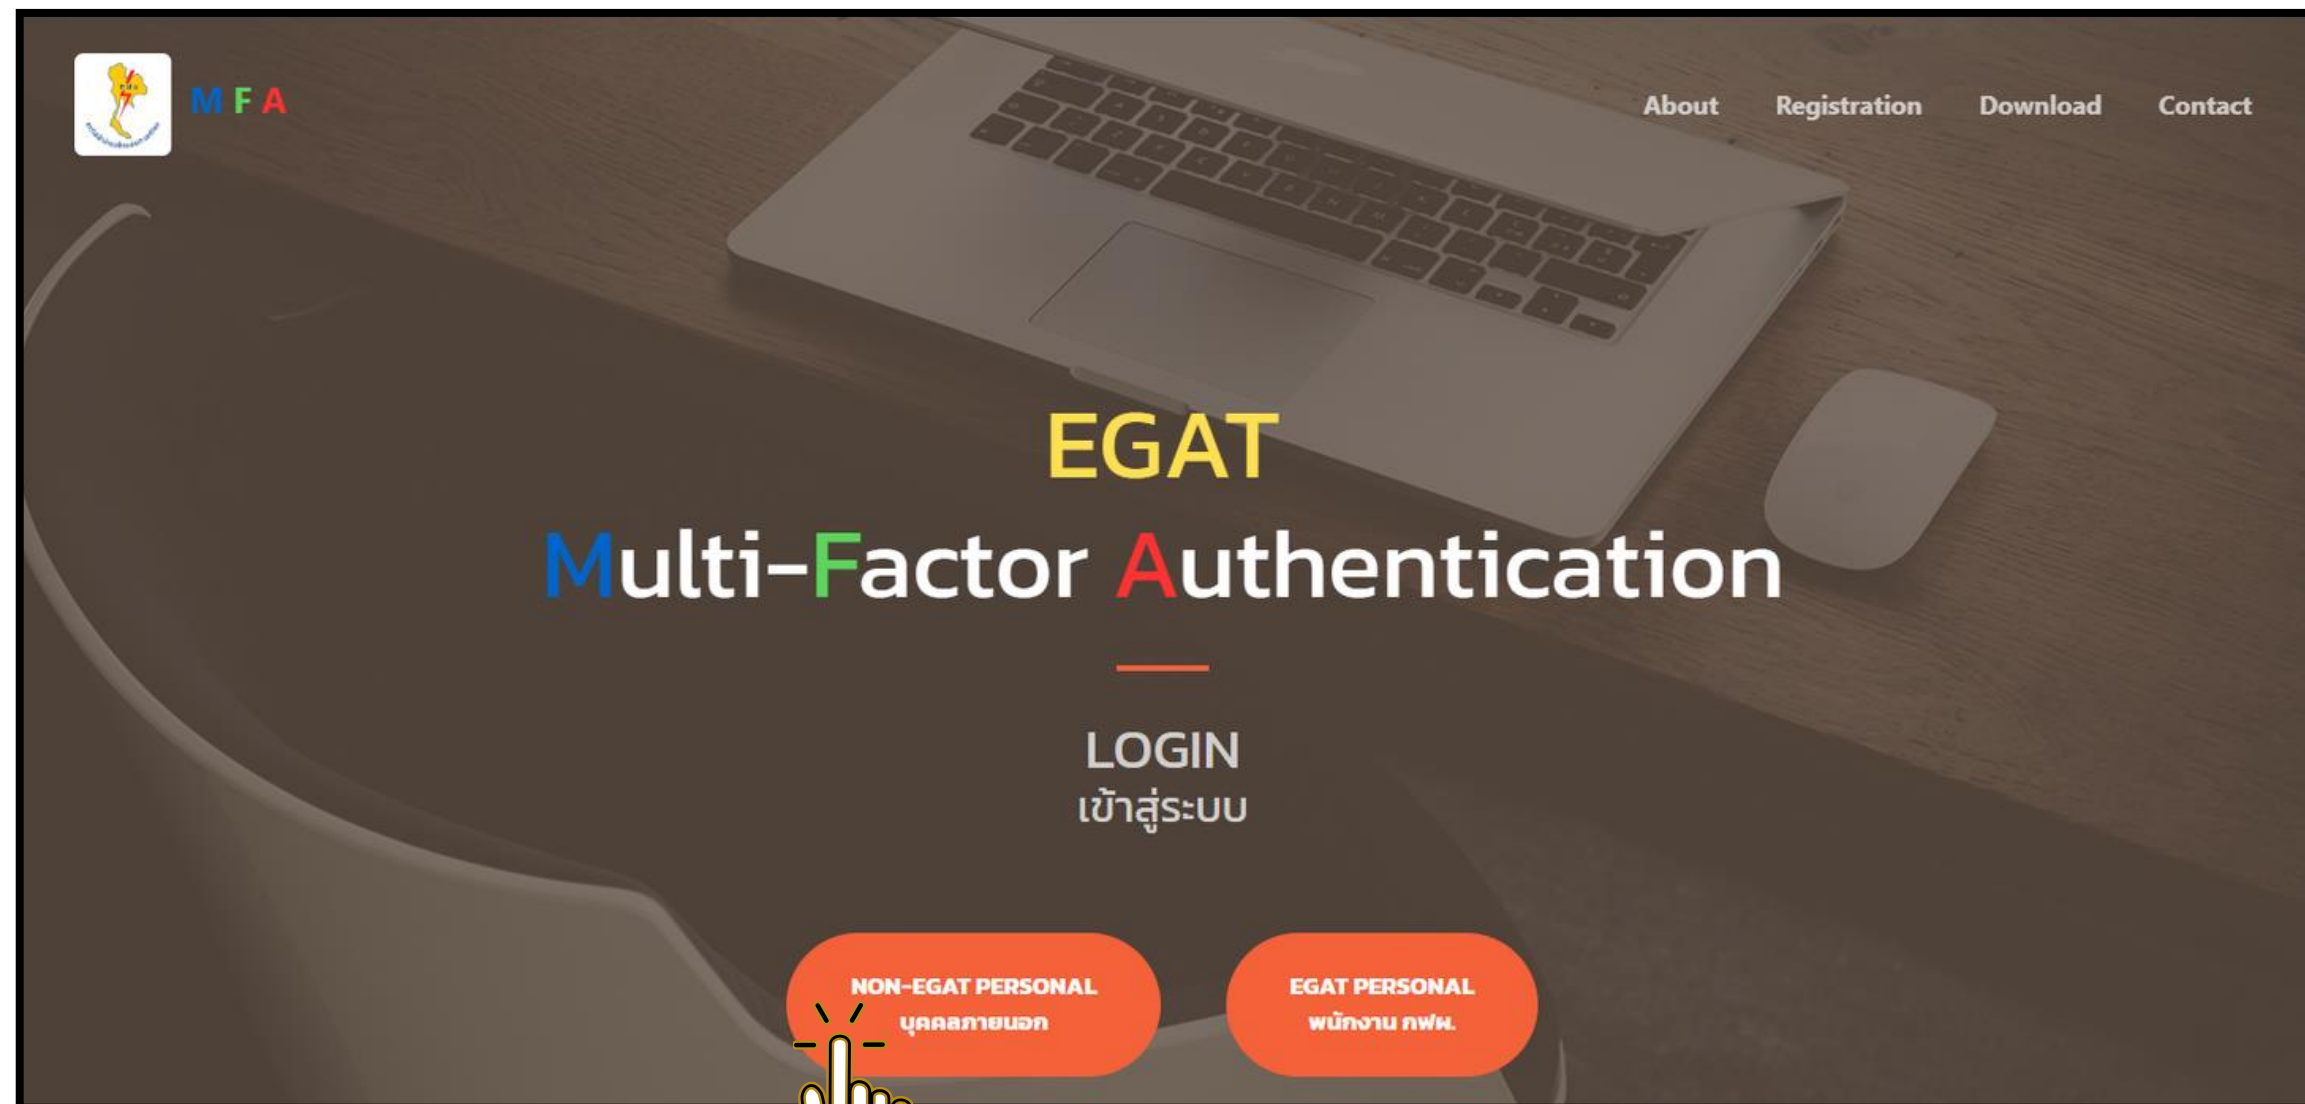 MFA
About Registration Download Contact
EGAT
Multi-Factor Authentication
LOGIN
เข้าสู่ระบบ
NON-EGAT PERSONAL
บุคคลภายนอก
EGAT PERSONAL
พนักงาน กฟผ.